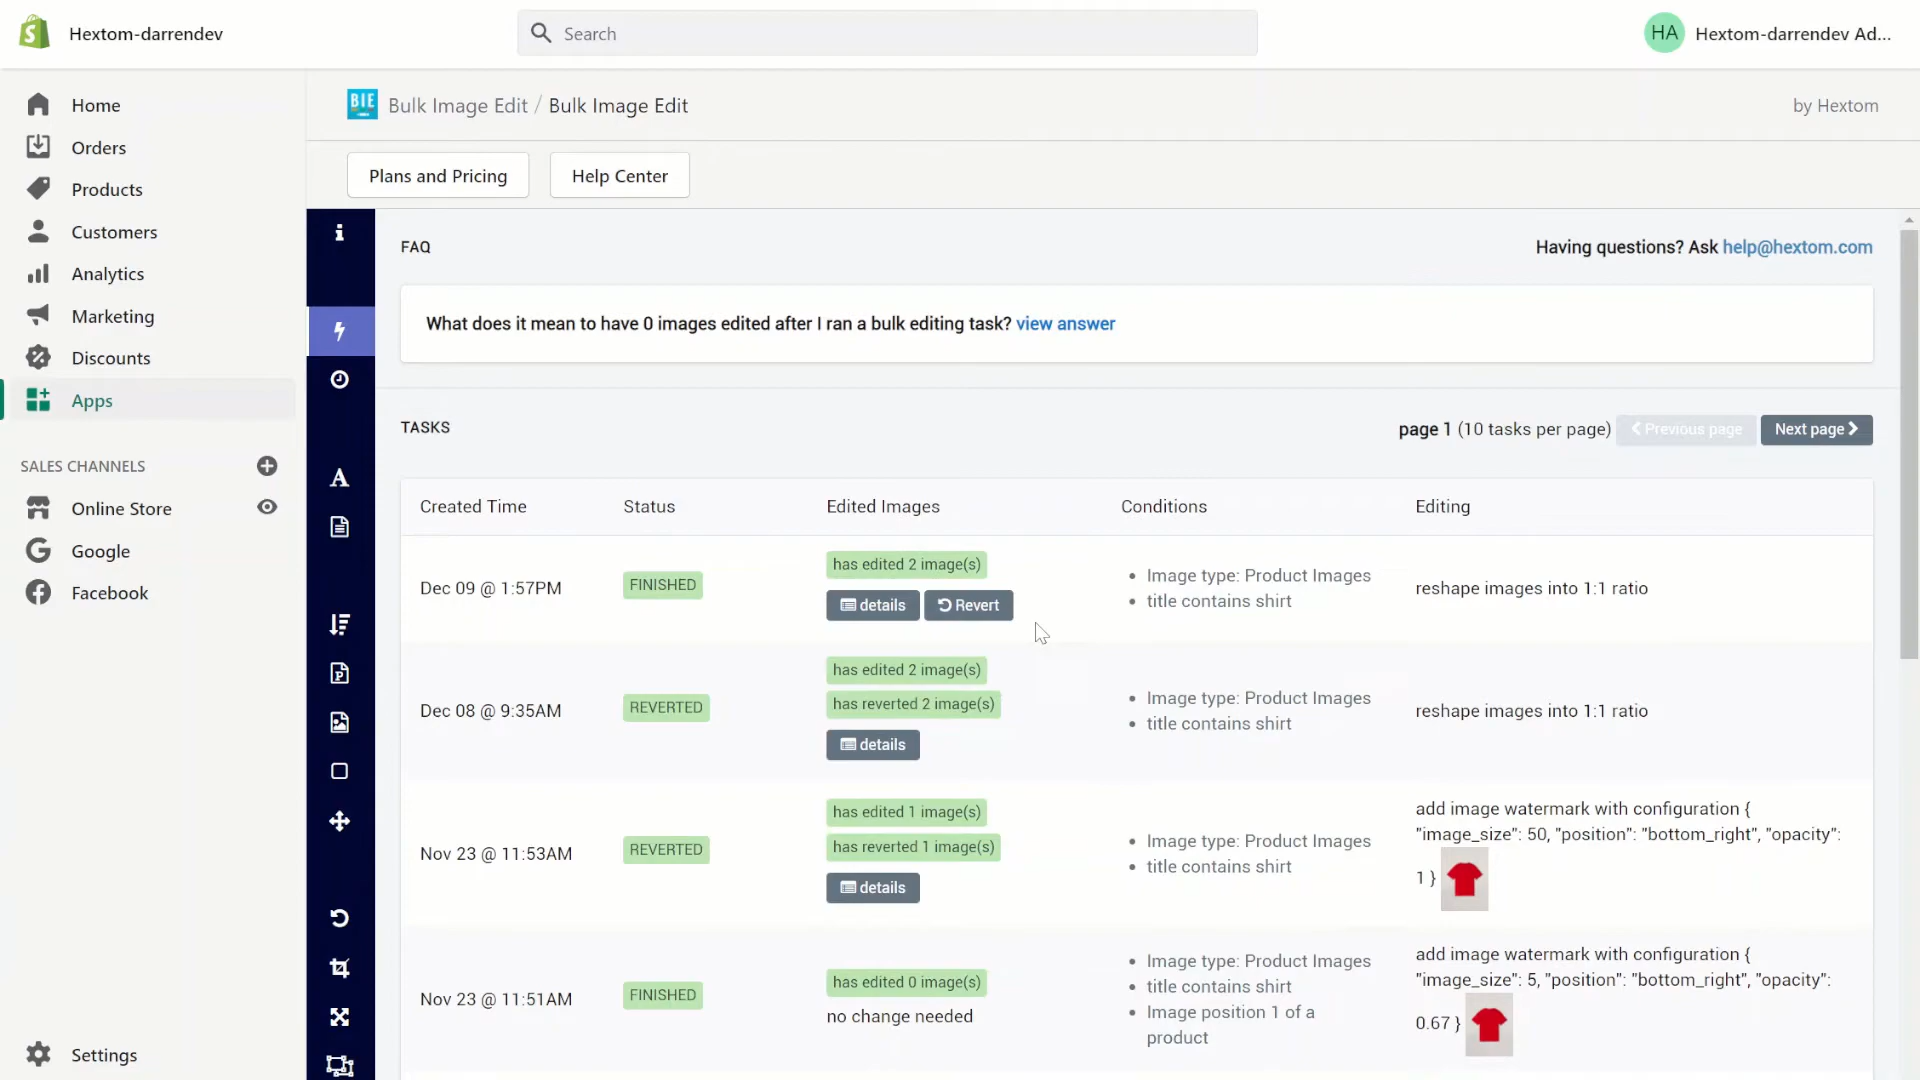 Hextom-darrendev
Search
HA
Hextom-darrendev Ad...
Home
Orders
Products
Customers
Analytics
Marketing
Discounts
Apps
SALES CHANNELS
Online Store
Google
Facebook
Settings
BIE
Bulk Image Edit / Bulk Image Edit
by Hextom
Plans and Pricing
Help Center
FAQ
Having questions? Ask help@hextom.com
What does it mean to have 0 images edited after I ran a bulk editing task? view answer
TASKS
page 1 (10 tasks per page)
Previous page
Next page
Created Time
Status
Edited Images
Conditions
Editing
Dec 09 @ 1:57PM
FINISHED
has edited 2 image(s)
details
Revert
• Image type: Product Images
• title contains shirt
reshape images into 1:1 ratio
Dec 08 @ 9:35AM
REVERTED
has edited 2 image(s)
has reverted 2 image(s)
details
• Image type: Product Images
• title contains shirt
reshape images into 1:1 ratio
Nov 23 @ 11:53AM
REVERTED
has edited 1 image(s)
has reverted 1 image(s)
details
• Image type: Product Images
• title contains shirt
add image watermark with configuration {
"image_size": 50, "position": "bottom_right", "opacity":
1 }
Nov 23 @ 11:51AM
FINISHED
has edited 0 image(s)
no change needed
• Image type: Product Images
• title contains shirt
• Image position 1 of a
product
add image watermark with configuration {
"image_size": 5, "position": "bottom_right", "opacity":
0.67 }